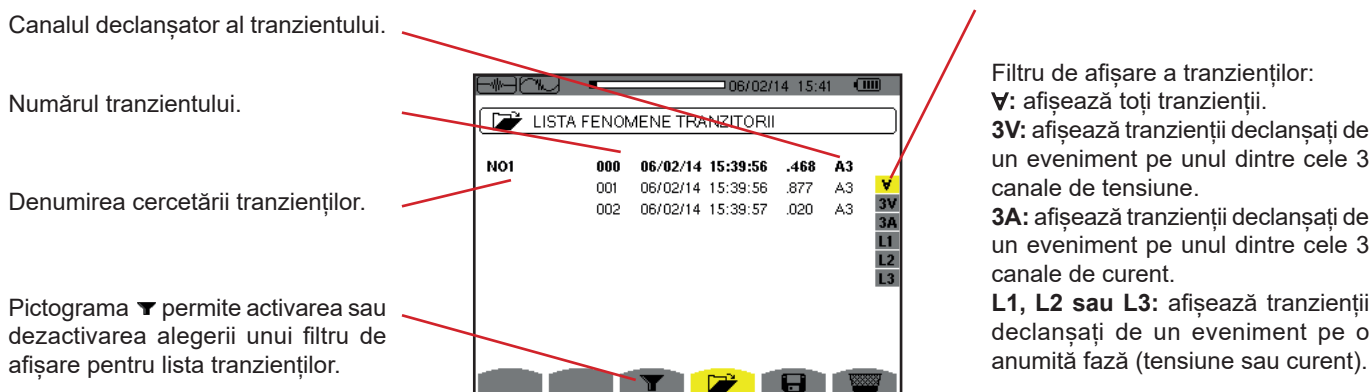 Canalul declanșator al tranzientului.
Numărul tranzientului.
Denumirea cercetării tranzienților.
Pictograma permite activarea sau
dezactivarea alegerii unui filtru de
afișare pentru lista tranzienților.
06/02/14 15:41
LISTA FENOMENE TRANZITORII
NO1 000 06/02/14 15:39:56 .468 A3
001 06/02/14 15:39:56 .877 A3
002 06/02/14 15:39:57 .020 A3
∀
3V
3A
L1
L2
L3
Filtru de afișare a tranzienților:
∀: afișează toți tranzienții.
3V: afișează tranzienții declanșați de
un eveniment pe unul dintre cele 3
canale de tensiune.
3A: afișează tranzienții declanșați de
un eveniment pe unul dintre cele 3
canale de curent.
L1, L2 sau L3: afișează tranzienții
declanșați de un eveniment pe o
anumită fază (tensiune sau curent).